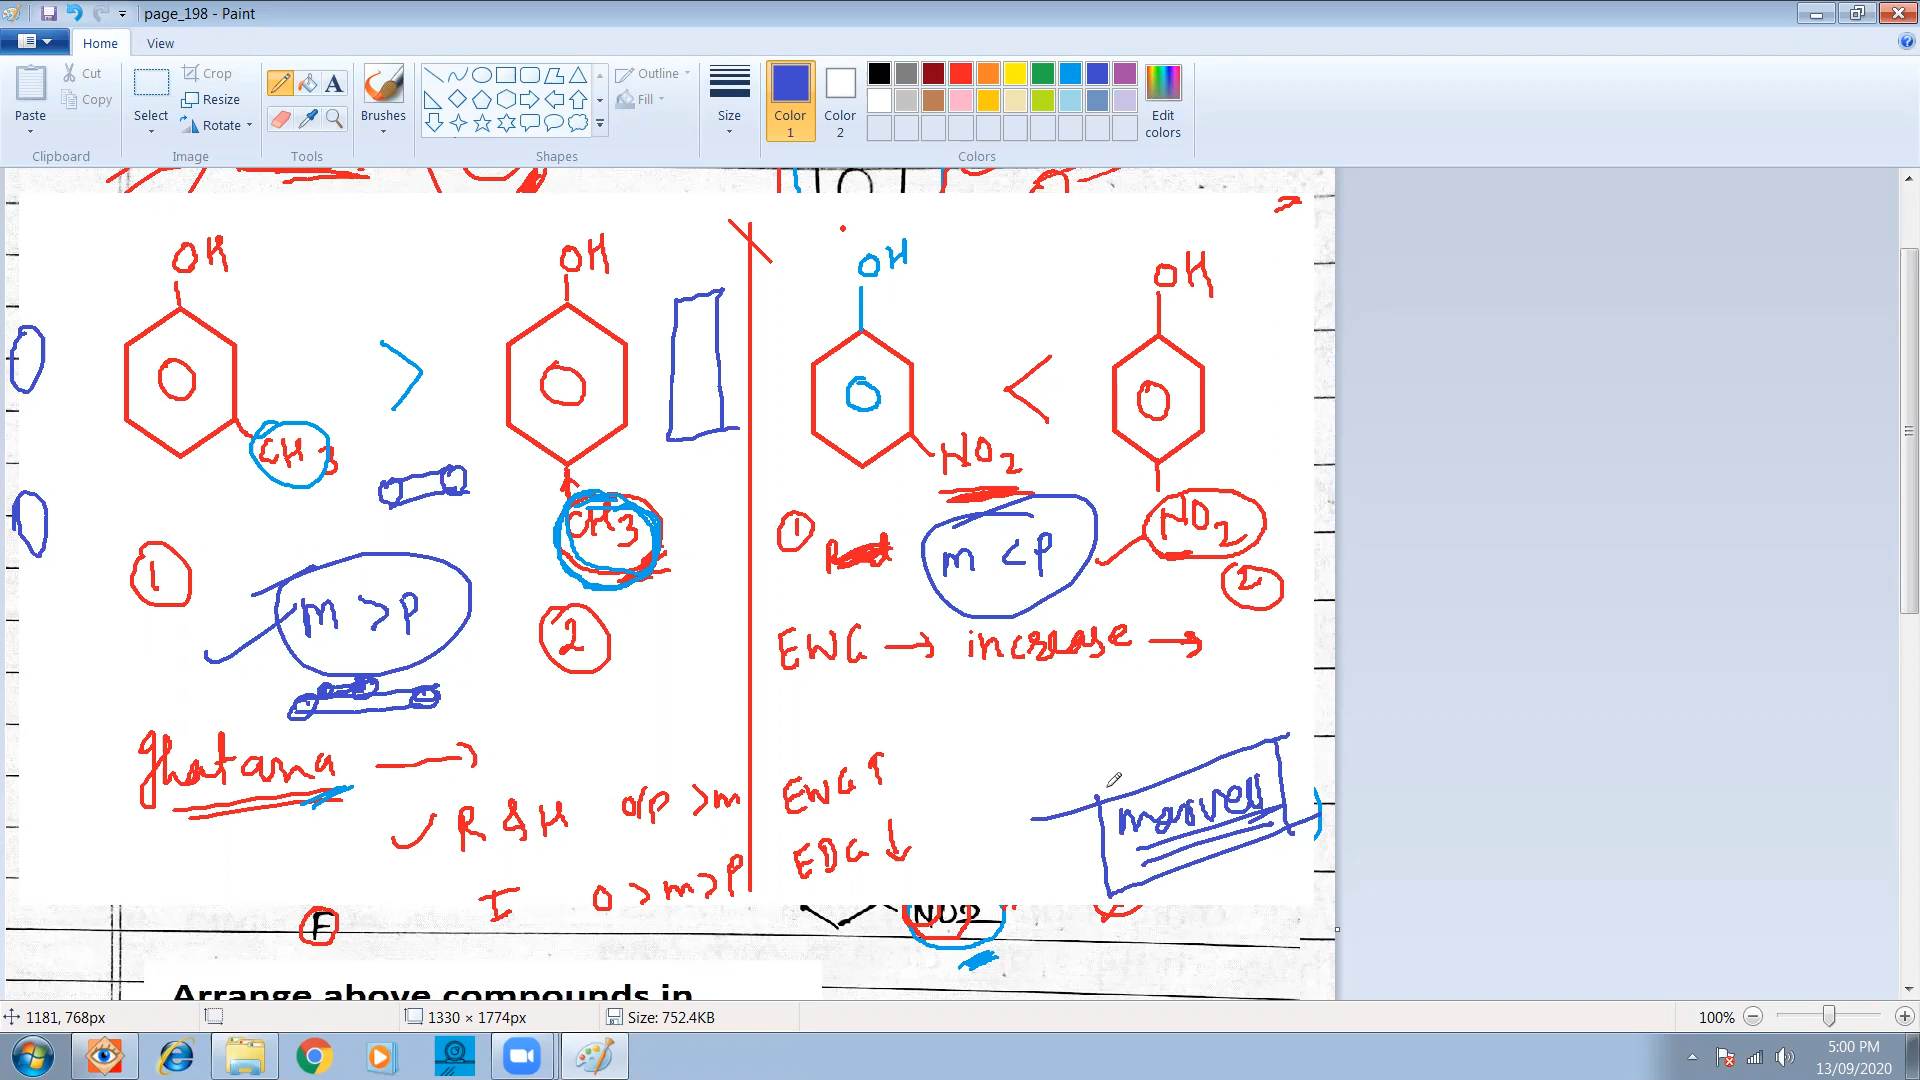 page_198 - Paint
Home View
Paste
Cut
Copy
Clipboard
Select
Crop
Resize
Rotate
Image
A
Tools
Brushes
Shapes
Outline
Fill
Size
Color 1
Color 2
Edit colors
Colors
OH OH OH OH
> <
CH3 CH3 NO2 NO2
1 2 1 2
m > p m < p
EWG → increase →
Ghatana →
R & H o/p > m EWG ↑
EDG ↓
I o > m > p
marvell
F NO2
Arrange above compounds in
1181, 768px 1330 × 1774px Size: 752.4KB 100%
5:00 PM
13/09/2020